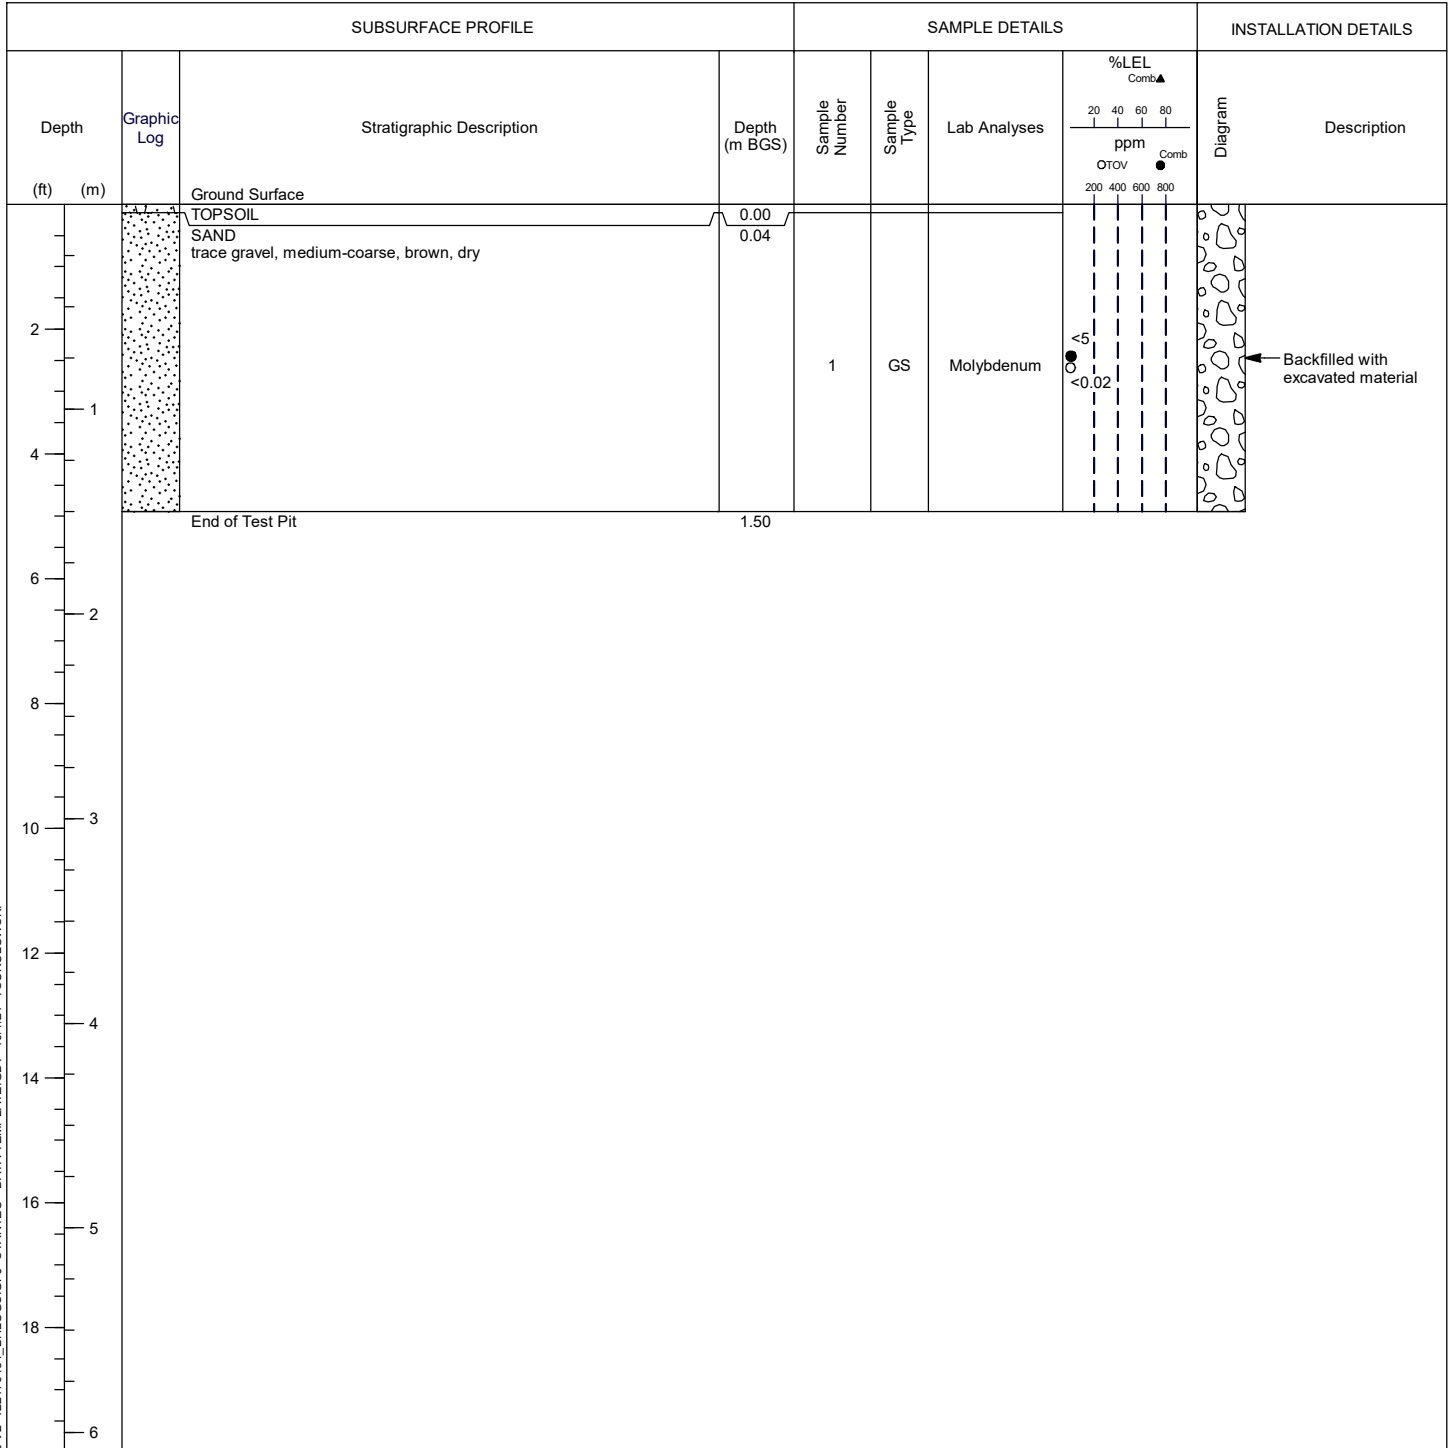 SUBSURFACE PROFILE
SAMPLE DETAILS
INSTALLATION DETAILS
Depth
(ft) (m)
Graphic
Log
Stratigraphic Description
Ground Surface
Depth
(m BGS)
Sample
Number
Sample
Type
Lab Analyses
%LEL
Comb
20 40 60 80
ppm
TOV
Comb
200 400 600 800
Diagram
Description
TOPSOIL 0.00
SAND 0.04
trace gravel, medium-coarse, brown, dry
2
<5
1 GS Molybdenum
<0.02
Backfilled with
excavated material
1
4
End of Test Pit 1.50
6
2
8
3
10
12
4
14
16
5
18
6